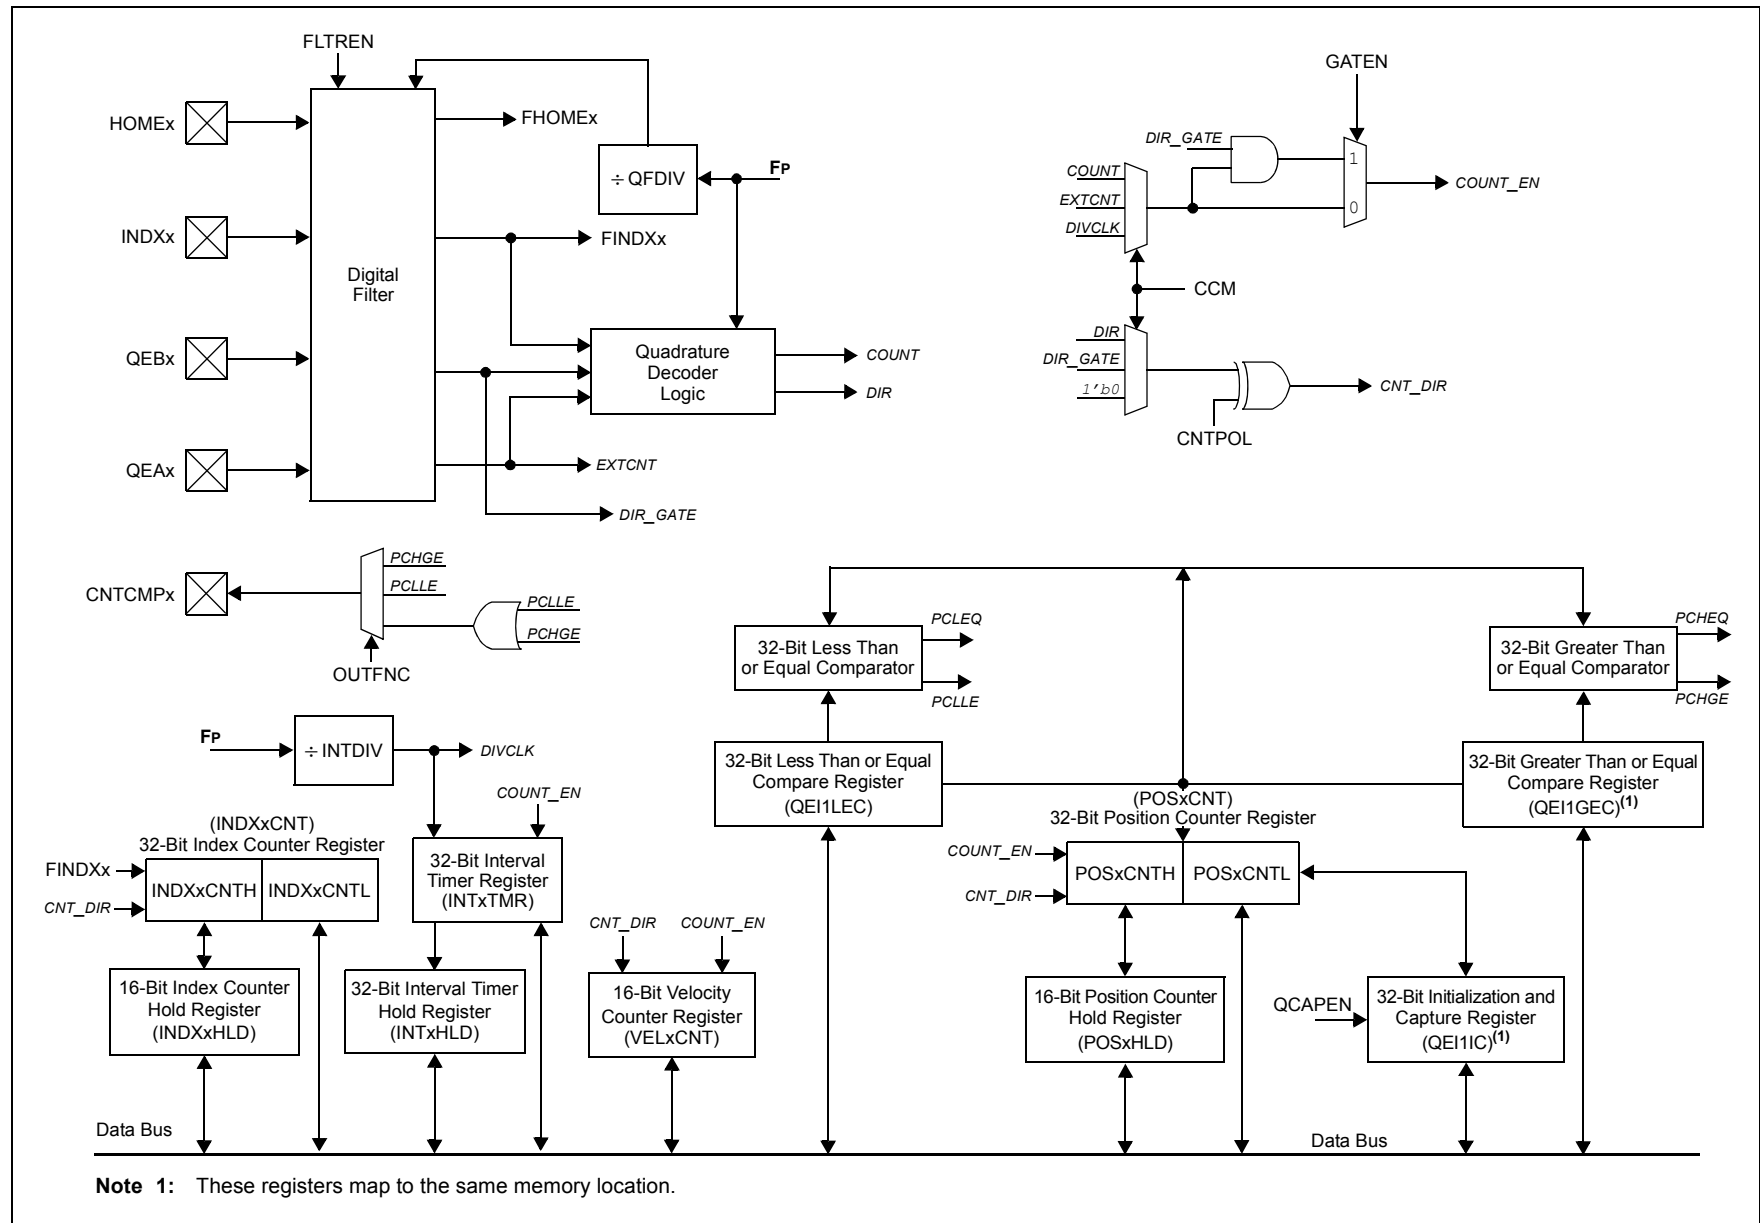 FLTREN
HOMEx
INDXx
QEBx
QEAx
Digital
Filter
FHOMEx
÷ QFDIV
FP
FINDXx
Quadrature
Decoder
Logic
COUNT
DIR
EXTCNT
DIR_GATE
GATEN
DIR_GATE
COUNT
EXTCNT
DIVCLK
1
0
COUNT_EN
CCM
DIR
DIR_GATE
1'b0
CNTPOL
CNT_DIR
CNTCMPx
PCHGE
PCLLE
PCLLE
PCHGE
OUTFNC
FP
÷ INTDIV
DIVCLK
COUNT_EN
(INDXxCNT)
32-Bit Index Counter Register
FINDXx
CNT_DIR
INDXxCNTH
INDXxCNTL
32-Bit Interval
Timer Register
(INTxTMR)
16-Bit Index Counter
Hold Register
(INDXxHLD)
32-Bit Interval Timer
Hold Register
(INTxHLD)
CNT_DIR
COUNT_EN
16-Bit Velocity
Counter Register
(VELxCNT)
32-Bit Less Than
or Equal Comparator
PCLEQ
PCLLE
32-Bit Less Than or Equal
Compare Register
(QEI1LEC)
32-Bit Greater Than
or Equal Comparator
PCHEQ
PCHGE
32-Bit Greater Than or Equal
Compare Register
(QEI1GEC)(1)
(POSxCNT)
32-Bit Position Counter Register
COUNT_EN
CNT_DIR
POSxCNTH
POSxCNTL
16-Bit Position Counter
Hold Register
(POSxHLD)
QCAPEN
32-Bit Initialization and
Capture Register
(QEI1IC)(1)
Data Bus
Data Bus
Note 1: These registers map to the same memory location.